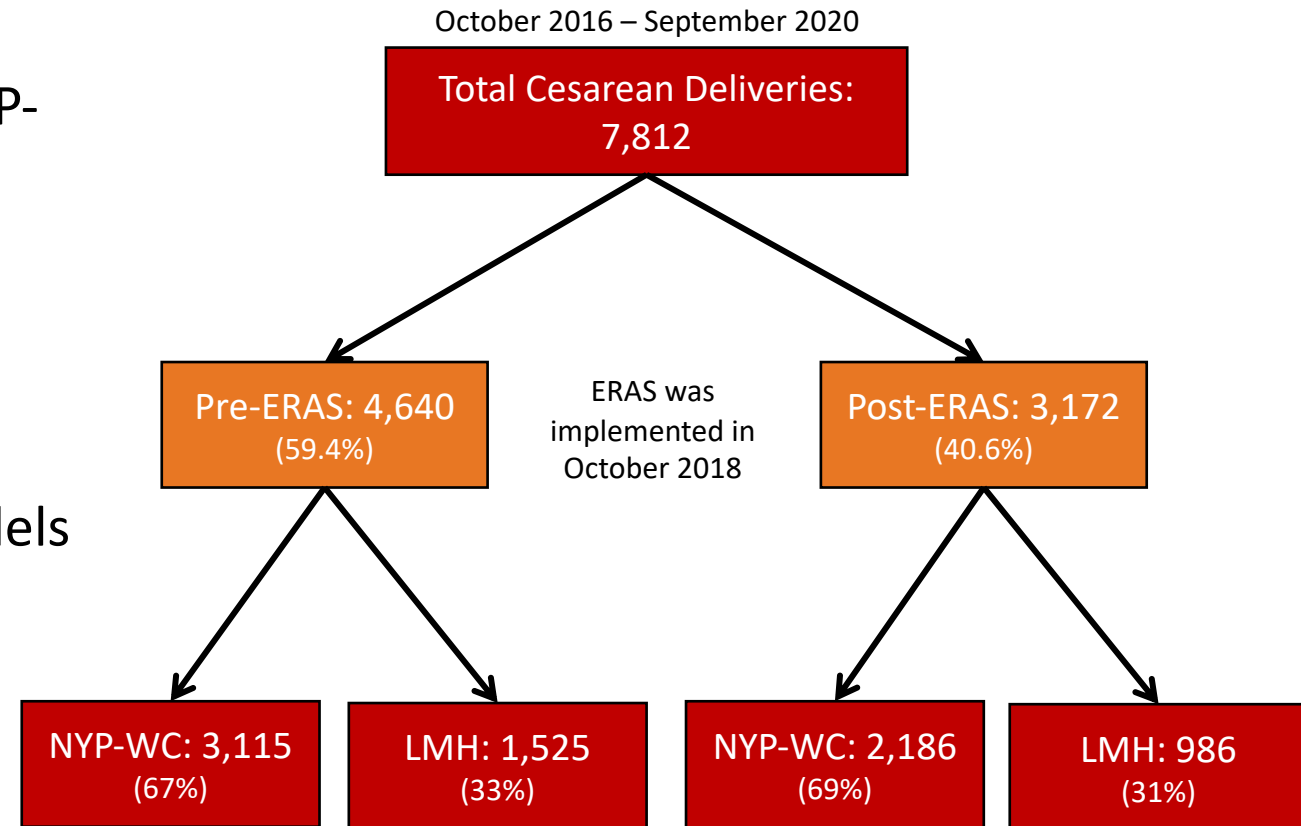 October 2016 – September 2020
Total Cesarean Deliveries:
7,812
P-
Pre-ERAS: 4,640
(59.4%)
ERAS was
implemented in
October 2018
Post-ERAS: 3,172
(40.6%)
lels
NYP-WC: 3,115
(67%)
LMH: 1,525
(33%)
NYP-WC: 2,186
(69%)
LMH: 986
(31%)